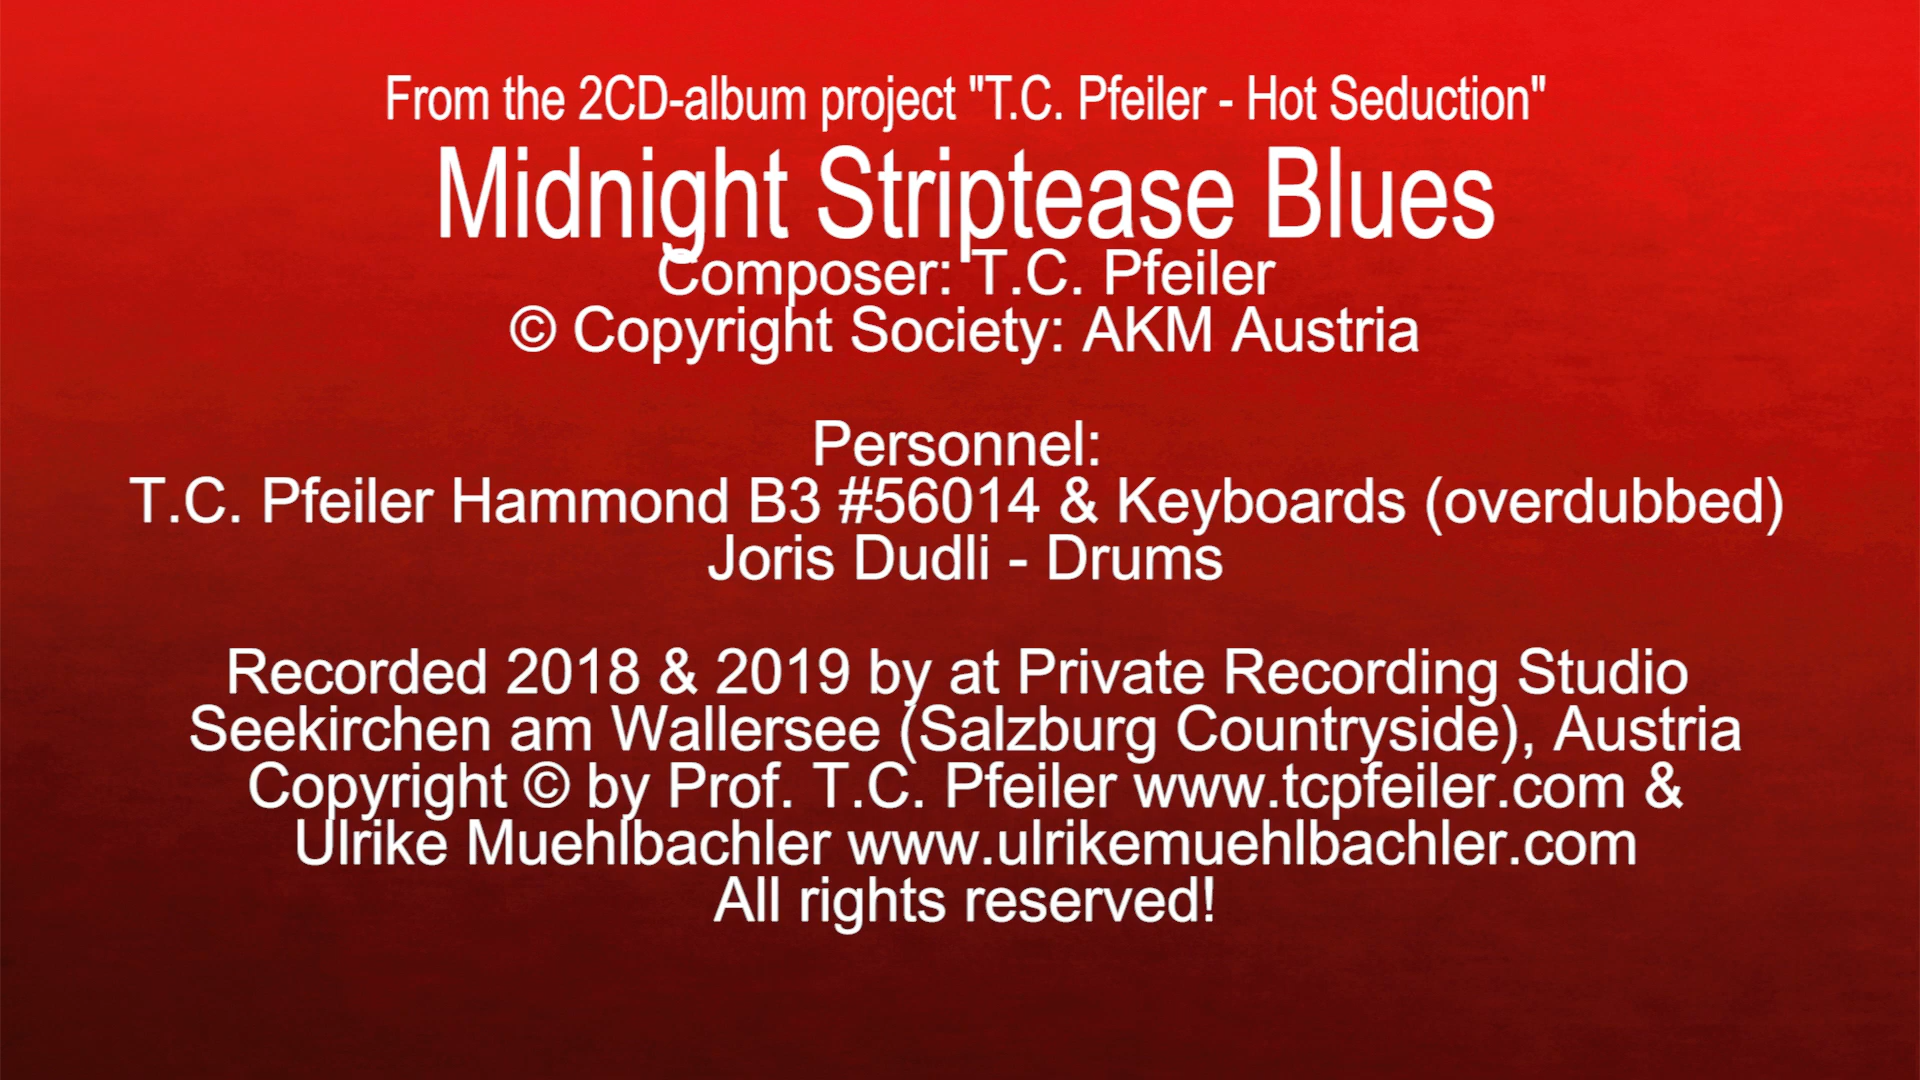 From the 2CD-album project "T.C. Pfeiler - Hot Seduction"
Midnight Striptease Blues
Composer: T.C. Pfeiler
© Copyright Society: AKM Austria
Personnel:
T.C. Pfeiler Hammond B3 #56014 & Keyboards (overdubbed)
Joris Dudli - Drums
Recorded 2018 & 2019 by at Private Recording Studio
Seekirchen am Wallersee (Salzburg Countryside), Austria
Copyright © by Prof. T.C. Pfeiler www.tcpfeiler.com &
Ulrike Muehlbachler www.ulrikemuehlbachler.com
All rights reserved!